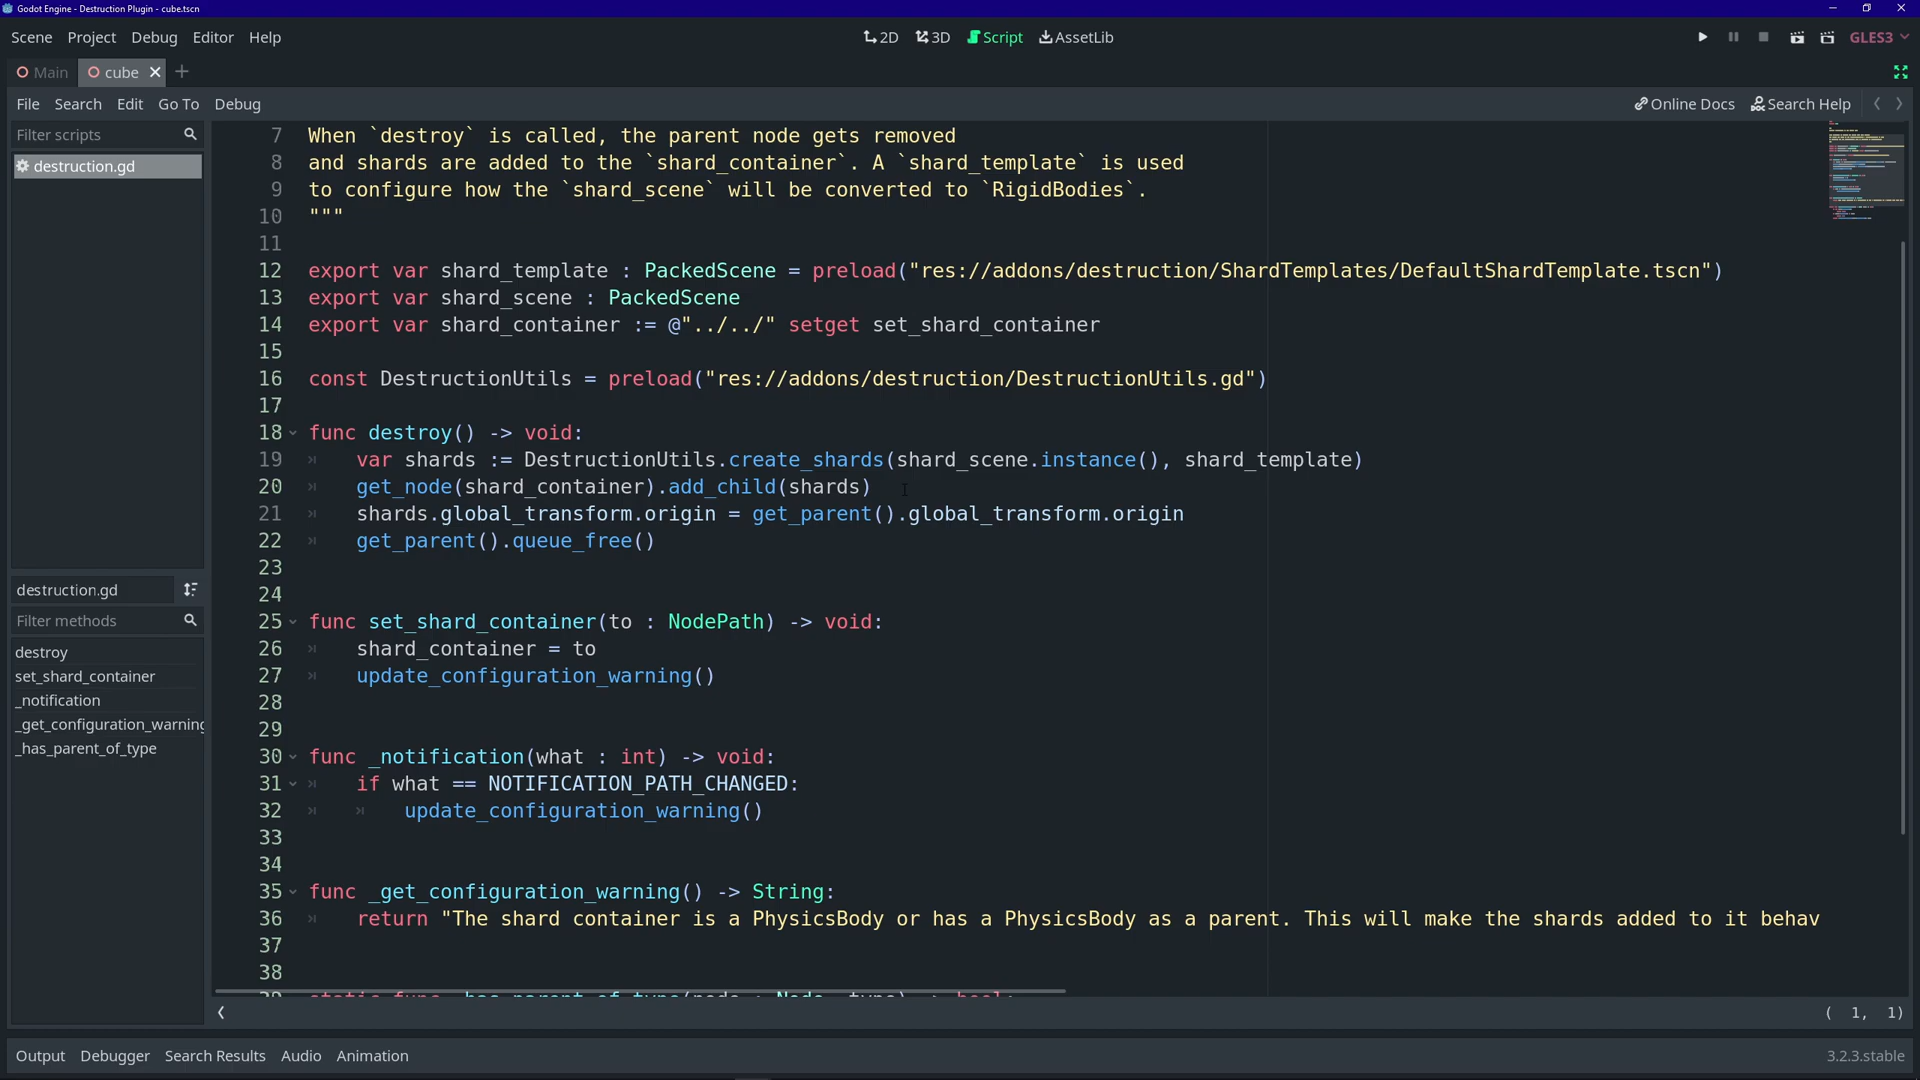 Godot Engine - Destruction Plugin - cube.tscn
Scene Project Debug Editor Help
2D 3D Script AssetLib
GLES3
Main cube
File Search Edit Go To Debug
Online Docs Search Help
Filter scripts
destruction.gd
destruction.gd
Filter methods
destroy
set_shard_container
_notification
_get_configuration_warning
_has_parent_of_type
7 When `destroy` is called, the parent node gets removed
8 and shards are added to the `shard_container`. A `shard_template` is used
9 to configure how the `shard_scene` will be converted to `RigidBodies`.
10 """
11
12 export var shard_template : PackedScene = preload("res://addons/destruction/ShardTemplates/DefaultShardTemplate.tscn")
13 export var shard_scene : PackedScene
14 export var shard_container := @"../../" setget set_shard_container
15
16 const DestructionUtils = preload("res://addons/destruction/DestructionUtils.gd")
17
18 func destroy() -> void:
19 var shards := DestructionUtils.create_shards(shard_scene.instance(), shard_template)
20 get_node(shard_container).add_child(shards)
21 shards.global_transform.origin = get_parent().global_transform.origin
22 get_parent().queue_free()
23
24
25 func set_shard_container(to : NodePath) -> void:
26 shard_container = to
27 update_configuration_warning()
28
29
30 func _notification(what : int) -> void:
31 if what == NOTIFICATION_PATH_CHANGED:
32 update_configuration_warning()
33
34
35 func _get_configuration_warning() -> String:
36 return "The shard container is a PhysicsBody or has a PhysicsBody as a parent. This will make the shards added to it behav
37
38
39 static func _has_parent_of_type(node : Node, type) -> bool:
( 1, 1)
Output Debugger Search Results Audio Animation
3.2.3.stable